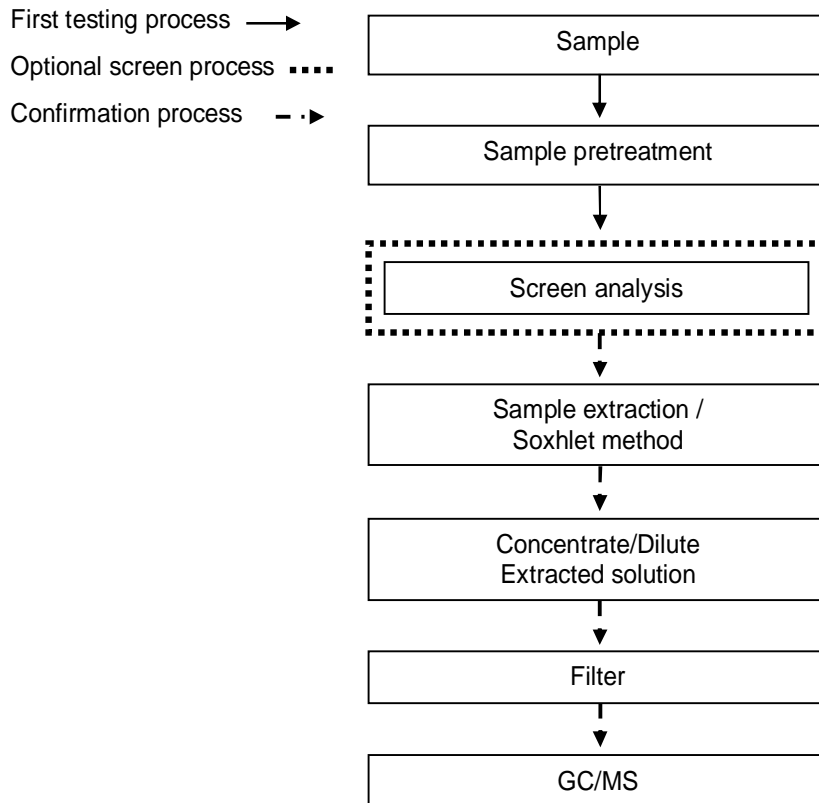 First testing process
Optional screen process
Confirmation process
Sample
Sample pretreatment
Screen analysis
Sample extraction /
Soxhlet method
Concentrate/Dilute
Extracted solution
Filter
GC/MS